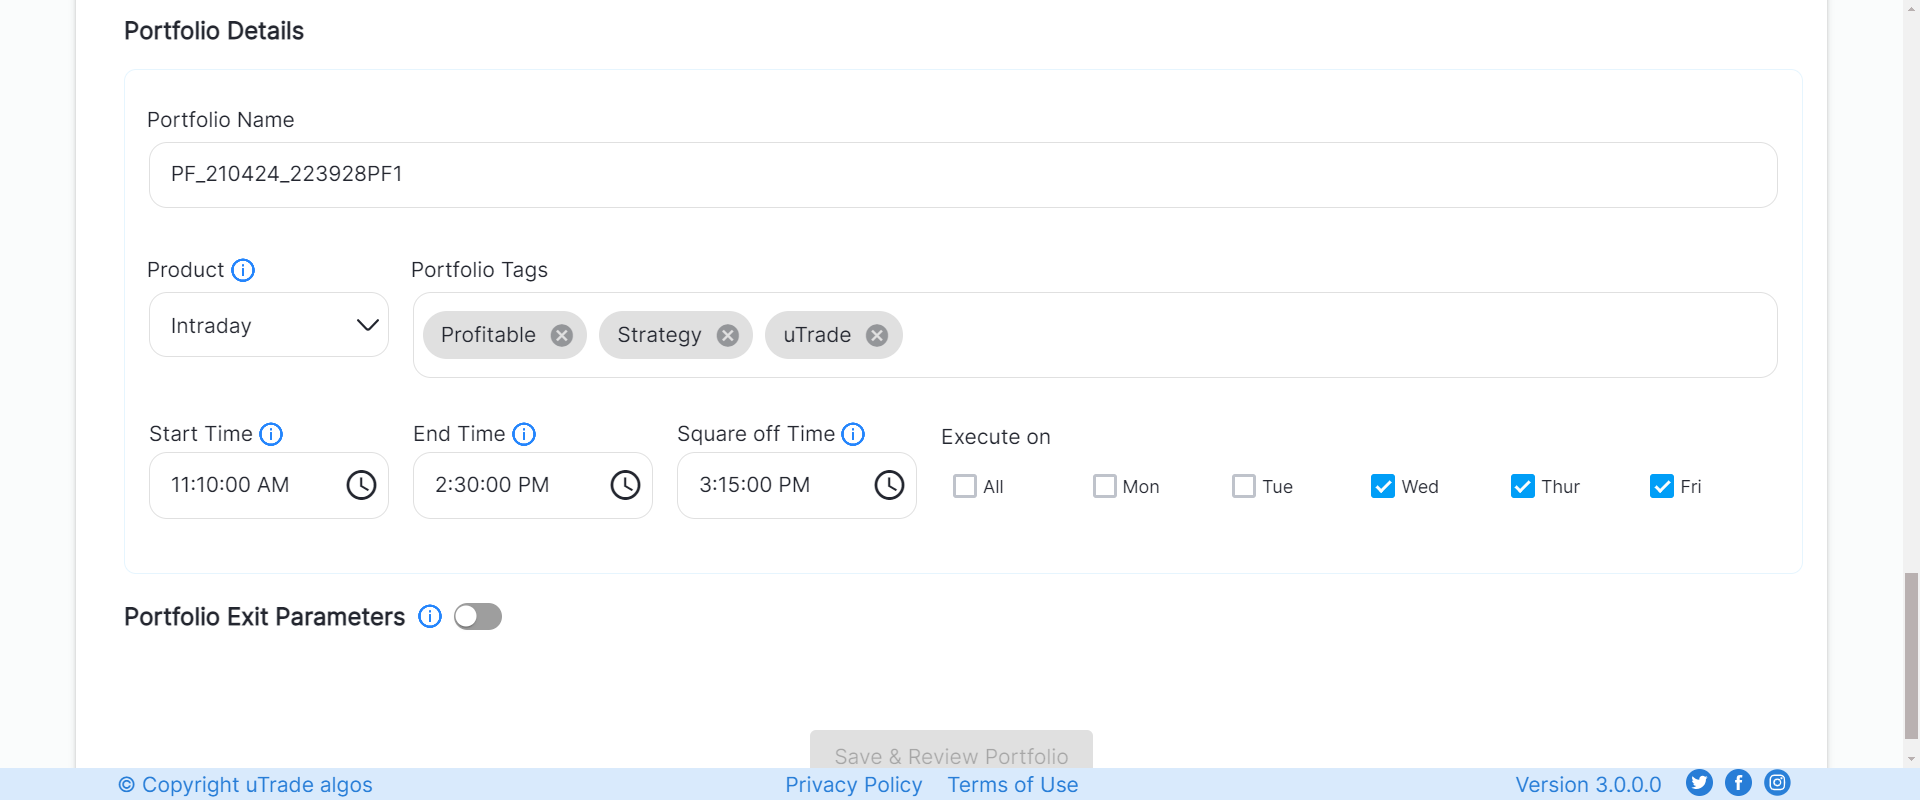 Portfolio Details
Portfolio Name
PF_210424_223928PF1
Product Portfolio Tags
Intraday Profitable Strategy uTrade
Start Time End Time Square off Time Execute on
11:10:00 AM 2:30:00 PM 3:15:00 PM All Mon Tue Wed Thur Fri
Portfolio Exit Parameters
Save & Review Portfolio
© Copyright uTrade algos Privacy Policy Terms of Use Version 3.0.0.0